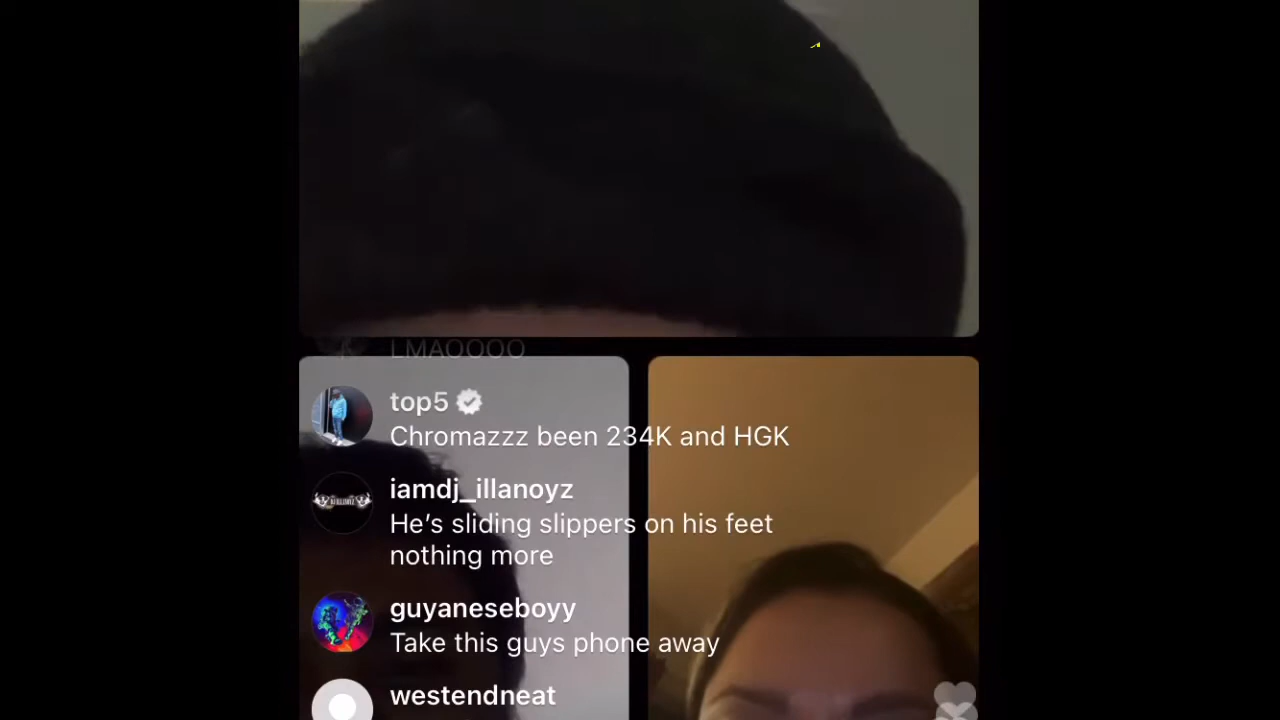 LMAOOOO
top5
Chromazzz been 234K and HGK
iamdj_illanoyz
He's sliding slippers on his feet
nothing more
guyaneseboyy
Take this guys phone away
westendneat